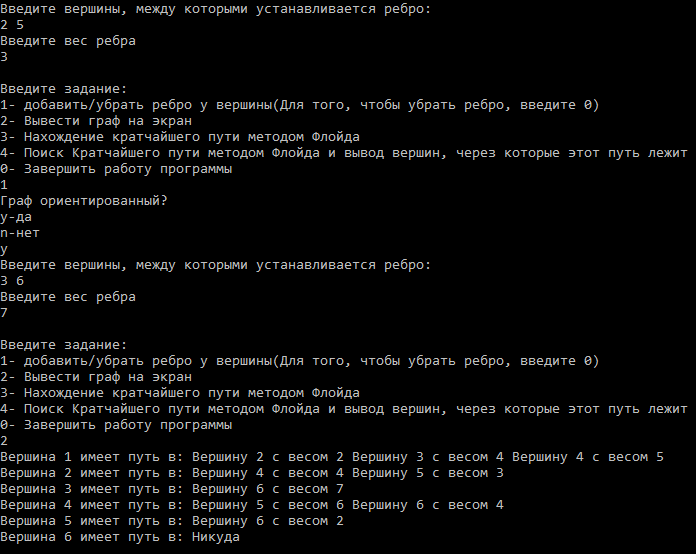 Введите вершины, между которыми устанавливается ребро:
2 5
Введите вес ребра
3
Введите задание:
1- добавить/убрать ребро у вершины(Для того, чтобы убрать ребро, введите 0)
2- Вывести граф на экран
3- Нахождение кратчайшего пути методом Флойда
4- Поиск Кратчайшего пути методом Флойда и вывод вершин, через которые этот путь лежит
0- Завершить работу программы
1
Граф ориентированный?
y-да
n-нет
y
Введите вершины, между которыми устанавливается ребро:
3 6
Введите вес ребра
7
Введите задание:
1- добавить/убрать ребро у вершины(Для того, чтобы убрать ребро, введите 0)
2- Вывести граф на экран
3- Нахождение кратчайшего пути методом Флойда
4- Поиск Кратчайшего пути методом Флойда и вывод вершин, через которые этот путь лежит
0- Завершить работу программы
2
Вершина 1 имеет путь в: Вершину 2 с весом 2 Вершину 3 с весом 4 Вершину 4 с весом 5
Вершина 2 имеет путь в: Вершину 4 с весом 4 Вершину 5 с весом 3
Вершина 3 имеет путь в: Вершину 6 с весом 7
Вершина 4 имеет путь в: Вершину 5 с весом 6 Вершину 6 с весом 4
Вершина 5 имеет путь в: Вершину 6 с весом 2
Вершина 6 имеет путь в: Никуда